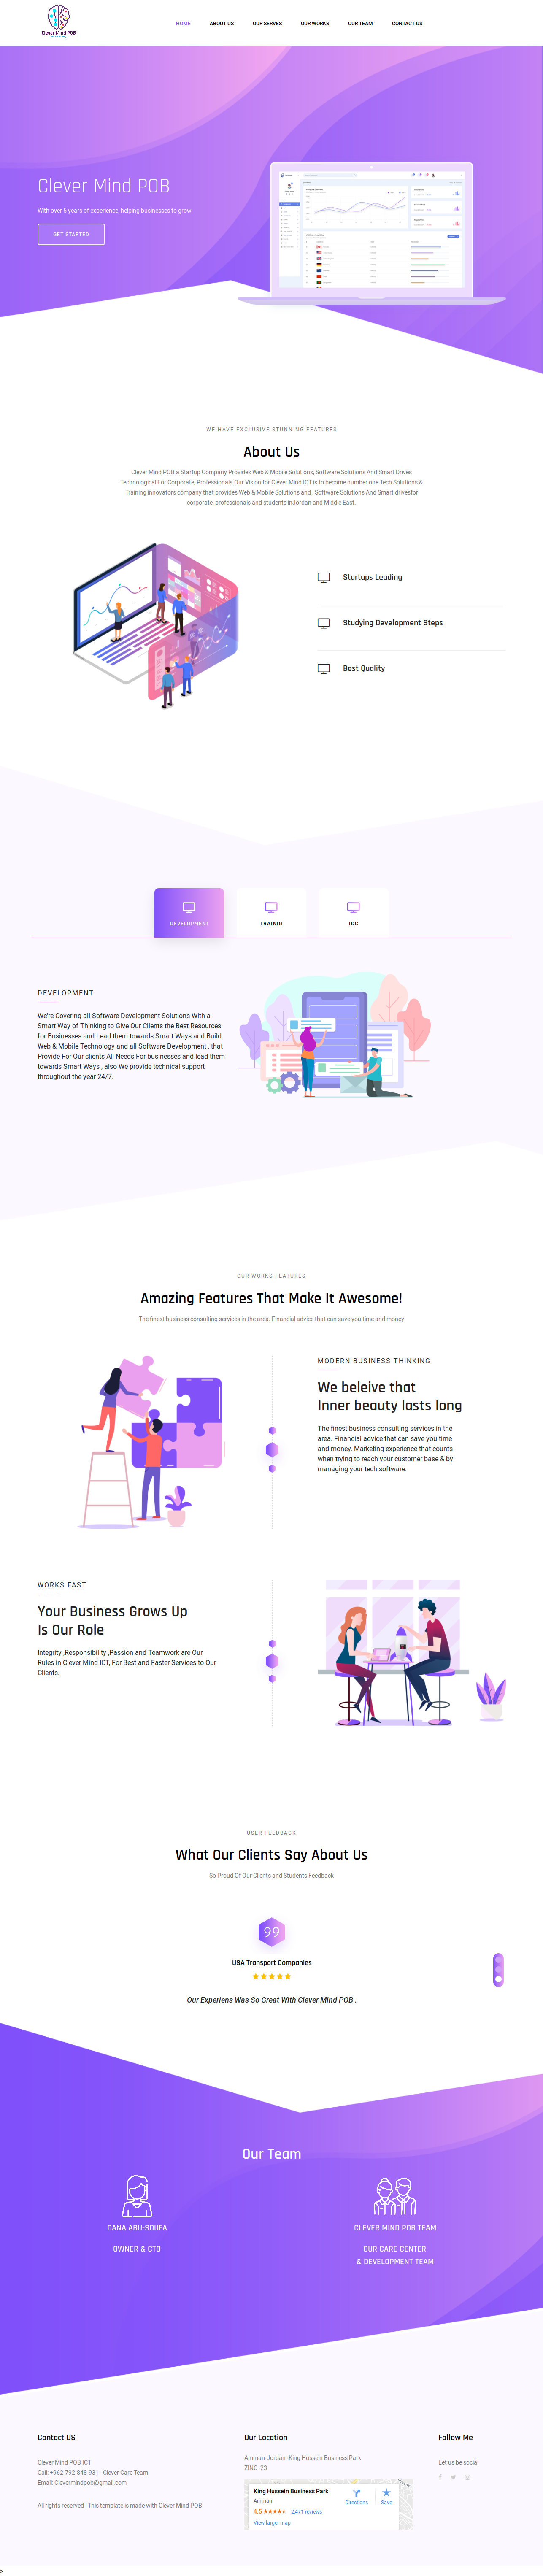 Clever Mind POB
HOME
ABOUT US
OUR SERVES
OUR WORKS
OUR TEAM
CONTACT US
Clever Mind POB
With over 5 years of experience, helping businesses to grow.
GET STARTED
WE HAVE EXCLUSIVE STUNNING FEATURES
About Us
Clever Mind POB a Startup Company Provides Web & Mobile Solutions, Software Solutions And Smart Drives
Technological For Corporate, Professionals.Our Vision for Clever Mind ICT is to become number one Tech Solutions &
Training innovators company that provides Web & Mobile Solutions and , Software Solutions And Smart drivesfor
corporate, professionals and students inJordan and Middle East.
Startups Leading
Studying Development Steps
Best Quality
DEVELOPMENT
TRAINIG
ICC
DEVELOPMENT
We're Covering all Software Development Solutions With a
Smart Way of Thinking to Give Our Clients the Best Resources
for Businesses and Lead them towards Smart Ways.and Build
Web & Mobile Technology and all Software Development , that
Provide For Our clients All Needs For businesses and lead them
towards Smart Ways , also We provide technical support
throughout the year 24/7.
OUR WORKS FEATURES
Amazing Features That Make It Awesome!
The finest business consulting services in the area. Financial advice that can save you time and money
MODERN BUSINESS THINKING
We beleive that
Inner beauty lasts long
The finest business consulting services in the
area. Financial advice that can save you time
and money. Marketing experience that counts
when trying to reach your customer base & by
managing your tech software.
WORKS FAST
Your Business Grows Up
Is Our Role
Integrity ,Responsibility ,Passion and Teamwork are Our
Rules in Clever Mind ICT, For Best and Faster Services to Our
Clients.
USER FEEDBACK
What Our Clients Say About Us
So Proud Of Our Clients and Students Feedback
USA Transport Companies
Our Experiens Was So Great With Clever Mind POB .
Our Team
DANA ABU-SOUFA
OWNER & CTO
CLEVER MIND POB TEAM
OUR CARE CENTER
& DEVELOPMENT TEAM
Contact US
Clever Mind POB ICT
Call: +962-792-848-931 - Clever Care Team
Email: Clevermindpob@gmail.com
All rights reserved | This template is made with Clever Mind POB
Our Location
Amman-Jordan -King Hussein Business Park
ZINC -23
King Hussein Business Park
Amman
4.5
2,471 reviews
View larger map
Directions
Save
Follow Me
Let us be social
>